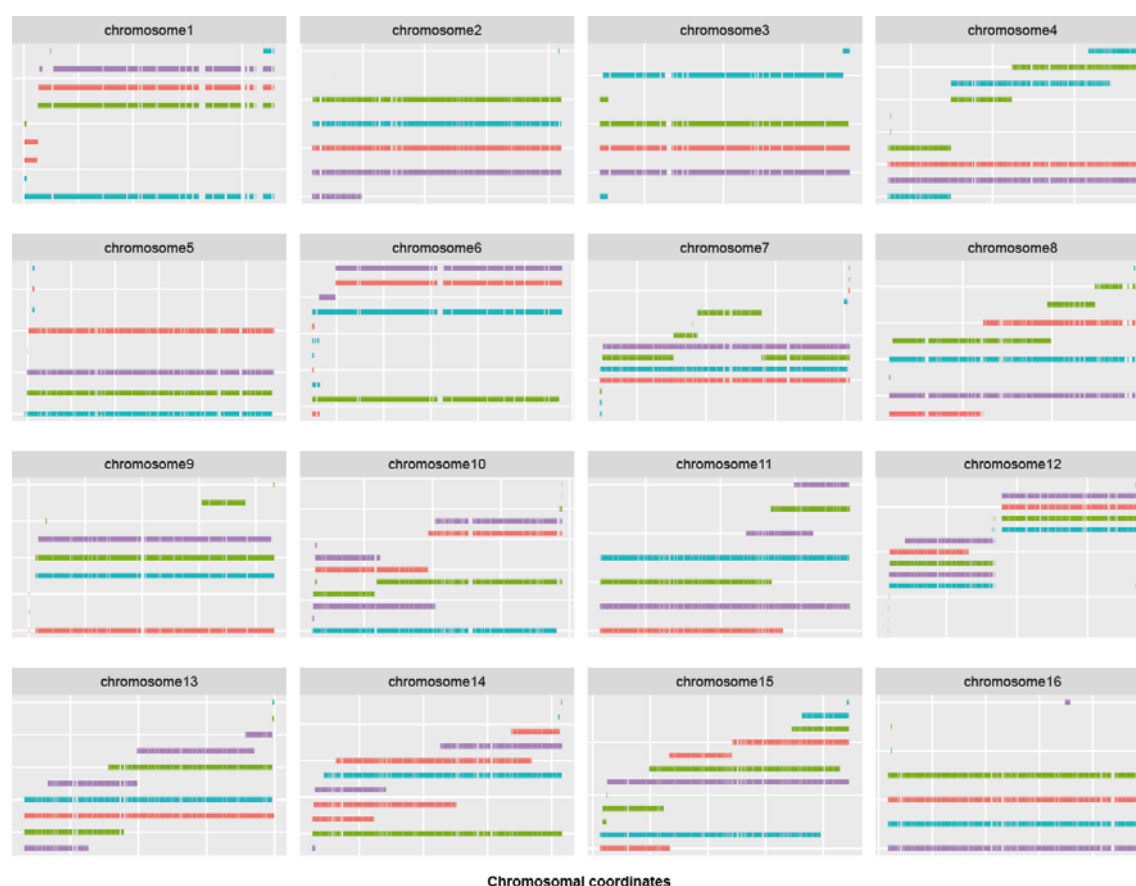 chromosome1
chromosome2
chromosome3
chromosome4
chromosome5
chromosome6
chromosome7
chromosome8
chromosome9
chromosome10
chromosome11
chromosome12
chromosome13
chromosome14
chromosome15
chromosome16
Chromosomal coordinates